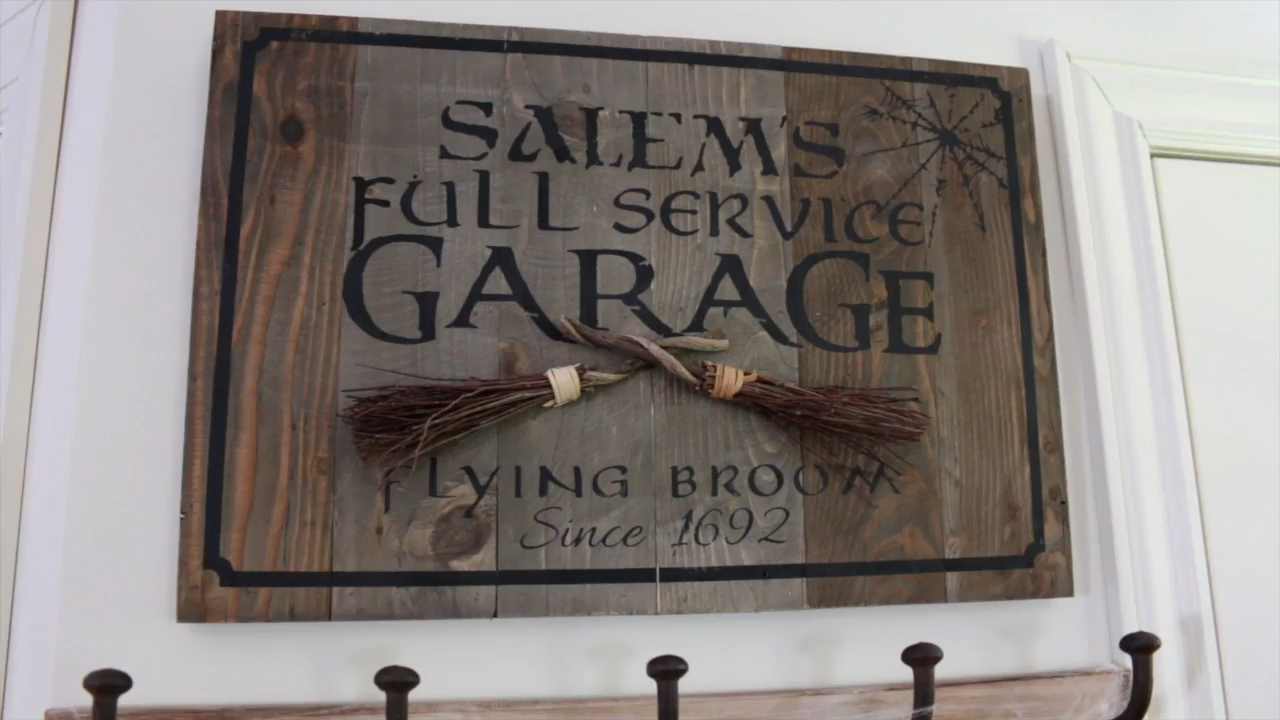 SALEM'S
FULL SERVICE
GARAGE
FLYING BROOM
Since 1692